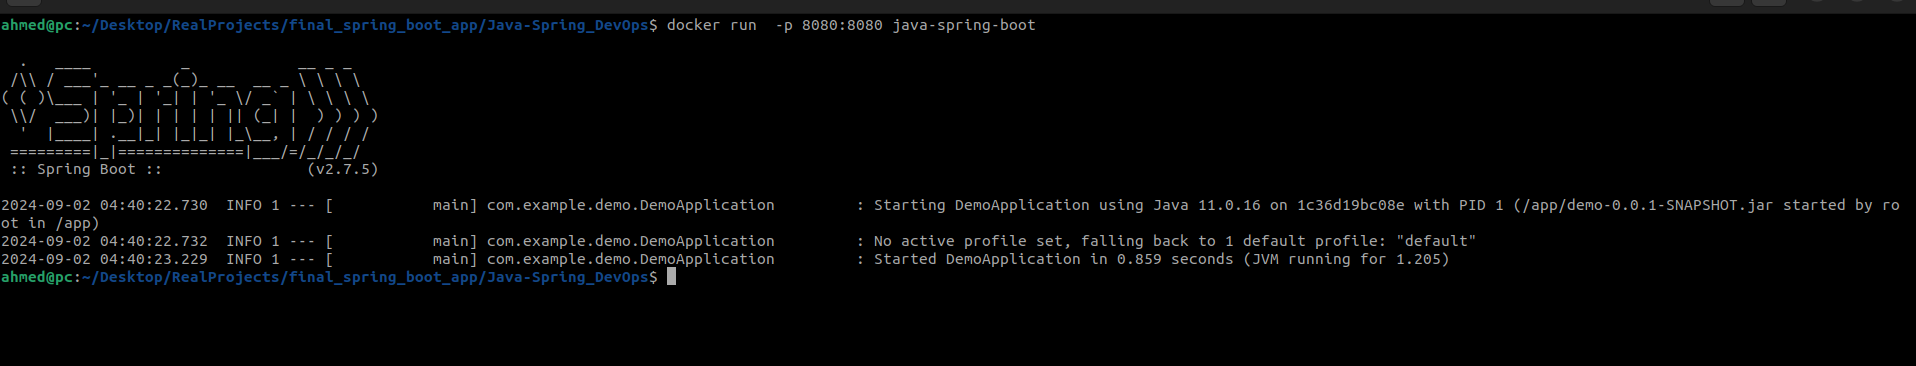 ahmed@pc:~/Desktop/RealProjects/final_spring_boot_app/Java-Spring_DevOps$ docker run  -p 8080:8080 java-spring-boot

  .   ____          _            __ _ _
 /\\ / ___'_ __ _ _(_)_ __  __ _ \ \ \ \
( ( )\___ | '_ | '_| | '_ \/ _` | \ \ \ \
 \\/  ___)| |_)| | | | | || (_| |  ) ) ) )
  '  |____| .__|_| |_|_| |_\__, | / / / /
 =========|_|==============|___/=/_/_/_/
 :: Spring Boot ::                (v2.7.5)

2024-09-02 04:40:22.730  INFO 1 --- [           main] com.example.demo.DemoApplication         : Starting DemoApplication using Java 11.0.16 on 1c36d19bc08e with PID 1 (/app/demo-0.0.1-SNAPSHOT.jar started by ro
ot in /app)
2024-09-02 04:40:22.732  INFO 1 --- [           main] com.example.demo.DemoApplication         : No active profile set, falling back to 1 default profile: "default"
2024-09-02 04:40:23.229  INFO 1 --- [           main] com.example.demo.DemoApplication         : Started DemoApplication in 0.859 seconds (JVM running for 1.205)
ahmed@pc:~/Desktop/RealProjects/final_spring_boot_app/Java-Spring_DevOps$